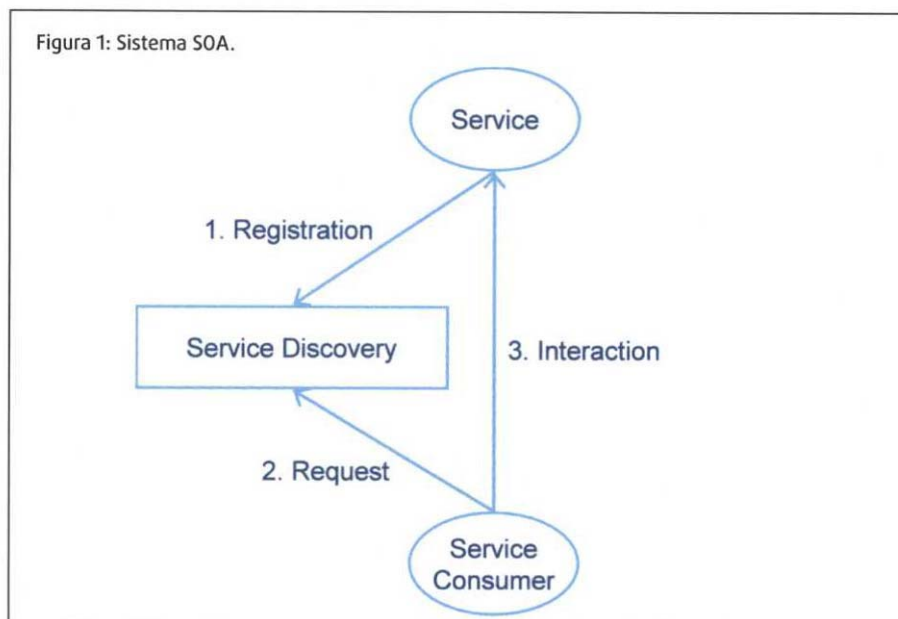 Figura 1: Sistema SOA.
Service
1. Registration
Service Discovery
3. Interaction
2. Request
Service
Consumer